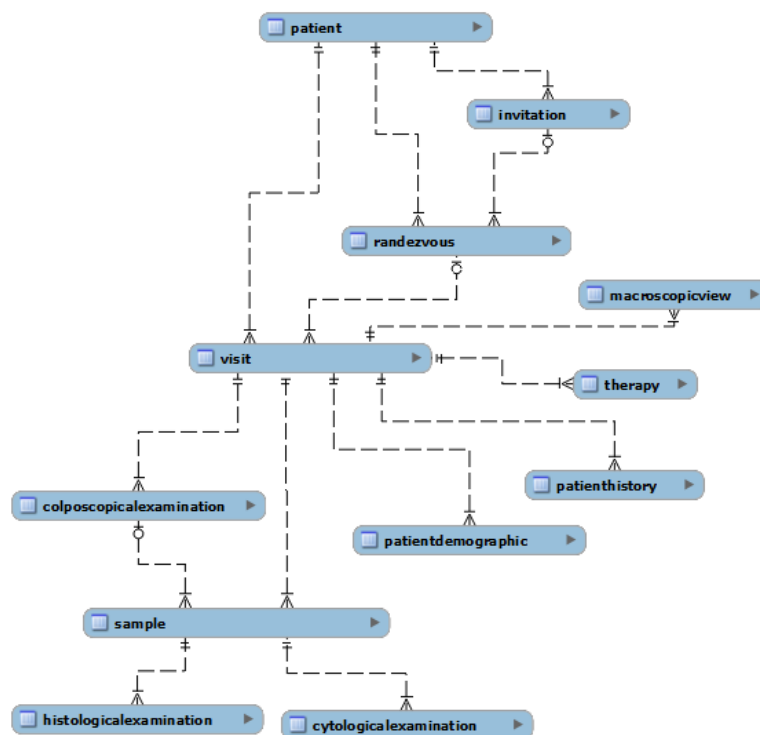 patient
invitation
randezvous
macroscopicview
visit
therapy
patienthistory
colposcopicalexamination
patientdemographic
sample
histologicalexamination
cytologicalexamination